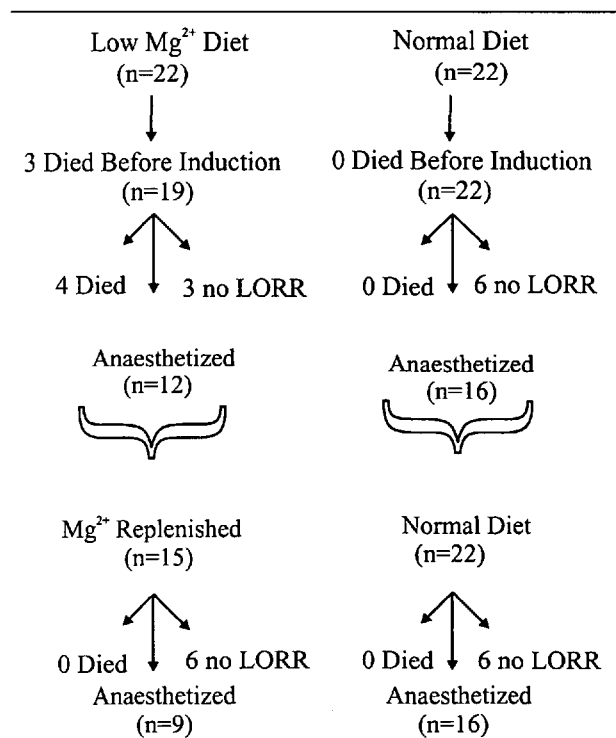 Low Mg²⁺ Diet
(n=22)
3 Died Before Induction
(n=19)
4 Died 3 no LORR
Anaesthetized
(n=12)
Mg²⁺ Replenished
(n=15)
0 Died 6 no LORR
Anaesthetized
(n=9)
Normal Diet
(n=22)
0 Died Before Induction
(n=22)
0 Died 6 no LORR
Anaesthetized
(n=16)
Normal Diet
(n=22)
0 Died 6 no LORR
Anaesthetized
(n=16)